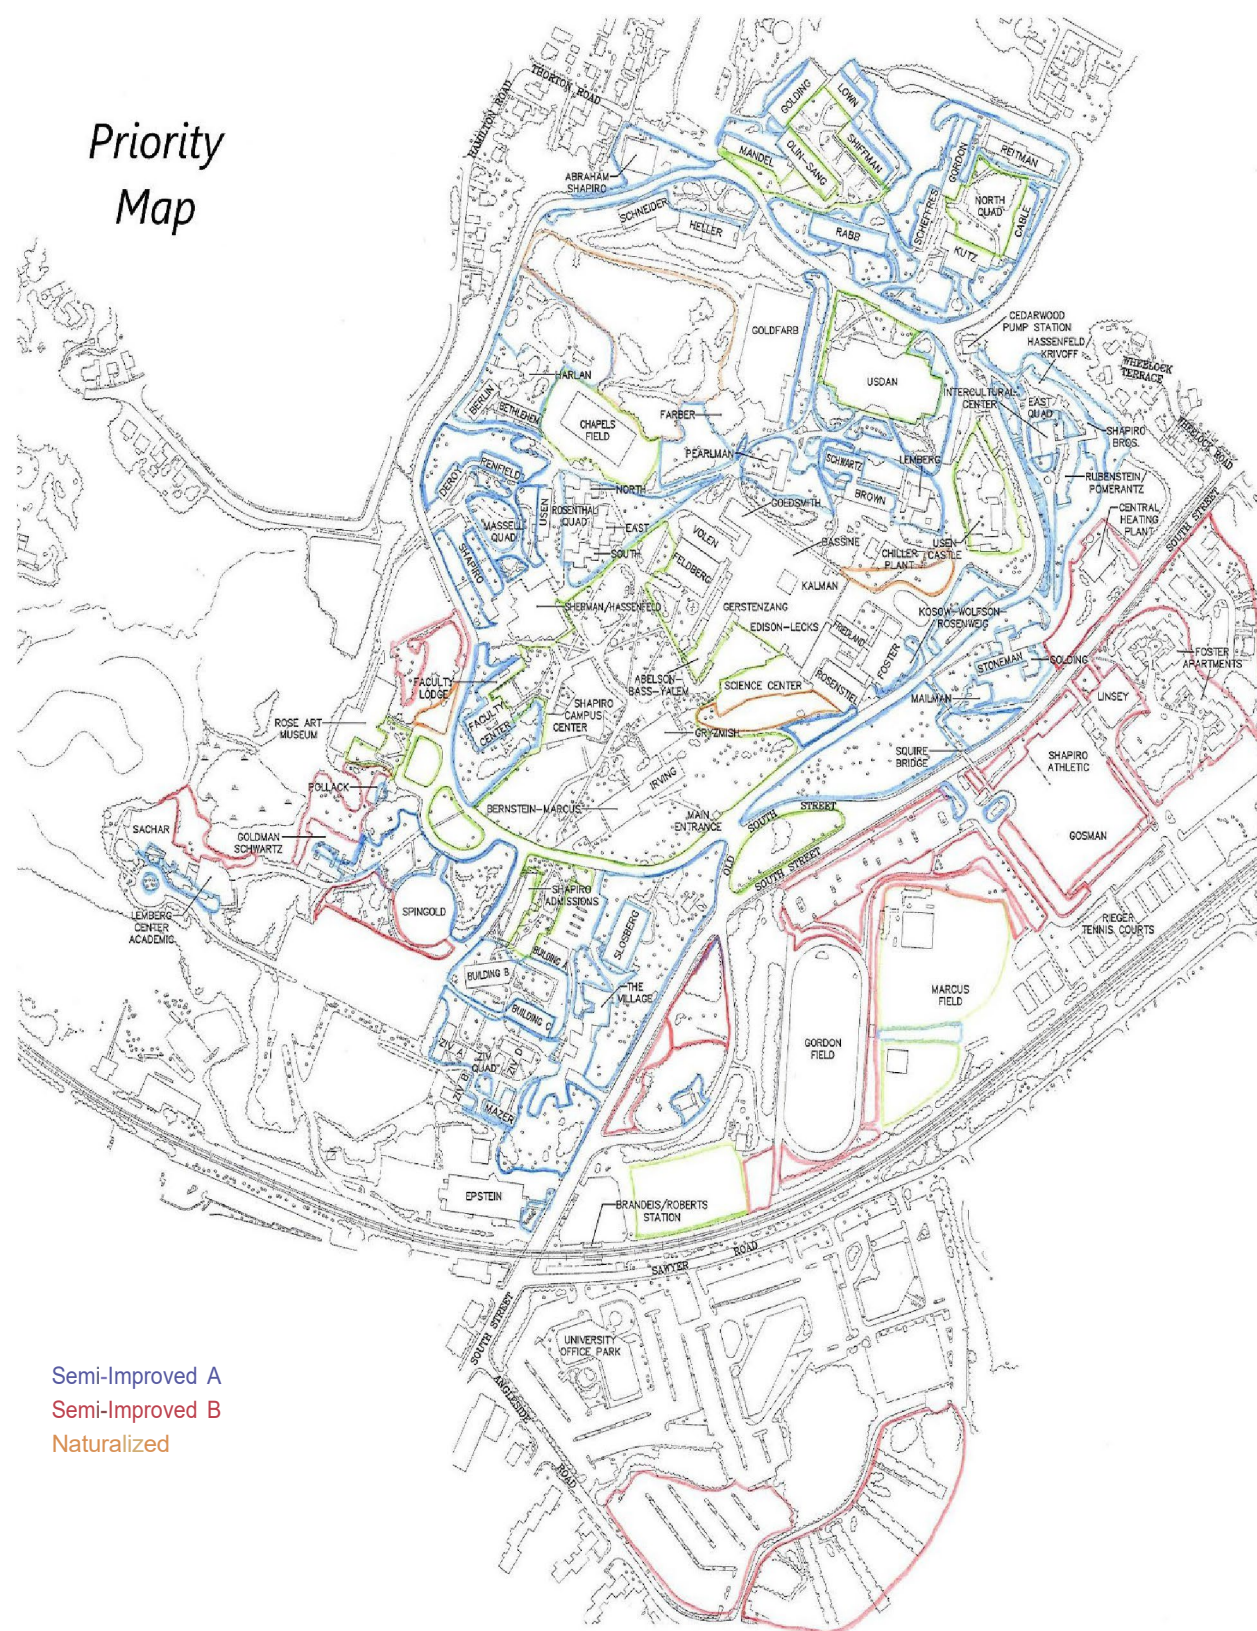 Priority
Map
HAMILTON ROAD
THORTON ROAD
ABRAHAM
SHAPIRO
GOLDING
LOWN
MANDEL
OLIN-SANG
SHIFFMAN
GORDON
REITMAN
NORTH
QUAD
CABLE
SCHEFFRES
KUTZ
SCHNEIDER
HELLER
RABB
GOLDFARB
CEDARWOOD
PUMP STATION
HASSENFELD
KRIVOFF
WHEELOCK
TERRACE
USDAN
INTERCULTURAL
CENTER
EAST
QUAD
SHAPIRO
BROS.
WHEELOCK ROAD
HARLAN
BERLIN
BETHLEHEM
CHAPELS
FIELD
FARBER
PEARLMAN
SCHWARTZ
LEMBERG
BROWN
GOLDSMITH
RUBENSTEIN/
POMERANTZ
CENTRAL
HEATING
PLANT
SOUTH STREET
RENFIELD
DEROY
USEN
NORTH
ROSENTHAL
QUAD
EAST
SOUTH
MASSELL
QUAD
SHAPIRO
VOLEN
FELDBERG
BASSINE
CHILLER
PLANT
USEN
CASTLE
KALMAN
SHERMAN/HASSENFELD
GERSTENZANG
EDISON-LECKS
FRIEDLAND
KOSOW-WOLFSON-
ROSENWEIG
FOSTER
STONEMAN
GOLDING
FOSTER
APARTMENTS
FACULTY
LODGE
ABELSON-
BASS-YALEM
SCIENCE CENTER
ROSENSTIEL
MAILMAN
LINSEY
ROSE ART
MUSEUM
FACULTY
CENTER
SHAPIRO
CAMPUS
CENTER
GRYZMISH
SQUIRE
BRIDGE
SHAPIRO
ATHLETIC
POLLACK
IRVING
BERNSTEIN-MARCUS
MAIN
ENTRANCE
OLD
SOUTH STREET
SACHAR
GOLDMAN
SCHWARTZ
GOSMAN
SOUTH STREET
LEMBERG
CENTER
ACADEMIC
SPINGOLD
SHAPIRO
ADMISSIONS
SLOSBERG
RIEGER
TENNIS COURTS
BUILDING B
BUILDING
THE
VILLAGE
BUILDING C
MARCUS
FIELD
ZIV A
ZIV
QUAD
ZIV D
ZIV B
MAZER
GORDON
FIELD
EPSTEIN
BRANDEIS/ROBERTS
STATION
SAWYER ROAD
SOUTH STREET
UNIVERSITY
OFFICE PARK
ANGLESIDE
ROAD
Semi-Improved A
Semi-Improved B
Naturalized